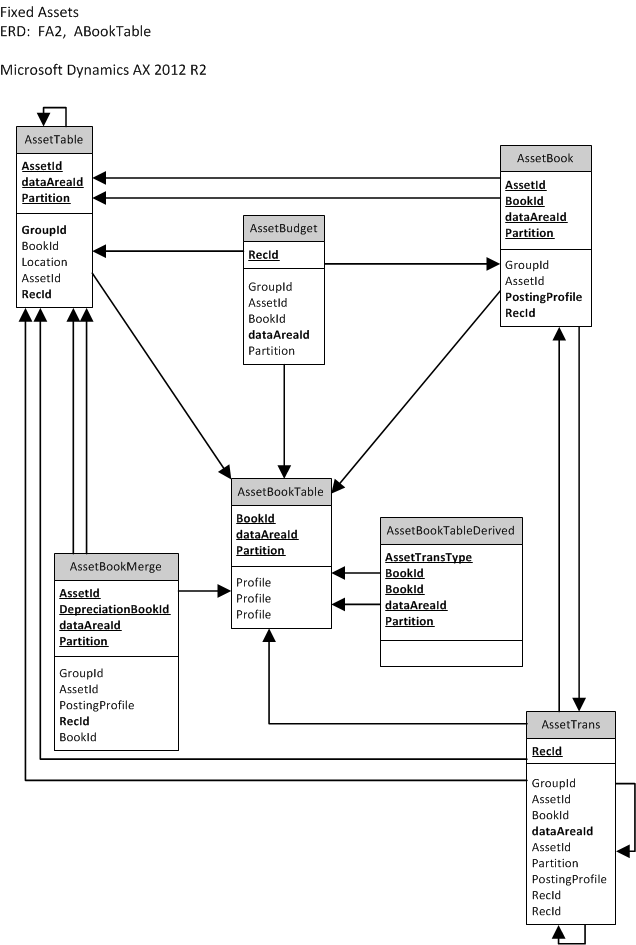 Fixed Assets
ERD:  FA2,  ABookTable
Microsoft Dynamics AX 2012 R2
AssetTable
AssetId
dataAreaId
Partition
GroupId
BookId
Location
AssetId
RecId
AssetBook
AssetId
BookId
dataAreaId
Partition
GroupId
AssetId
PostingProfile
RecId
AssetBudget
RecId
GroupId
AssetId
BookId
dataAreaId
Partition
AssetBookTable
BookId
dataAreaId
Partition
Profile
Profile
Profile
AssetBookTableDerived
AssetTransType
BookId
BookId
dataAreaId
Partition
AssetBookMerge
AssetId
DepreciationBookId
dataAreaId
Partition
GroupId
AssetId
PostingProfile
RecId
BookId
AssetTrans
RecId
GroupId
AssetId
BookId
dataAreaId
AssetId
Partition
PostingProfile
RecId
RecId